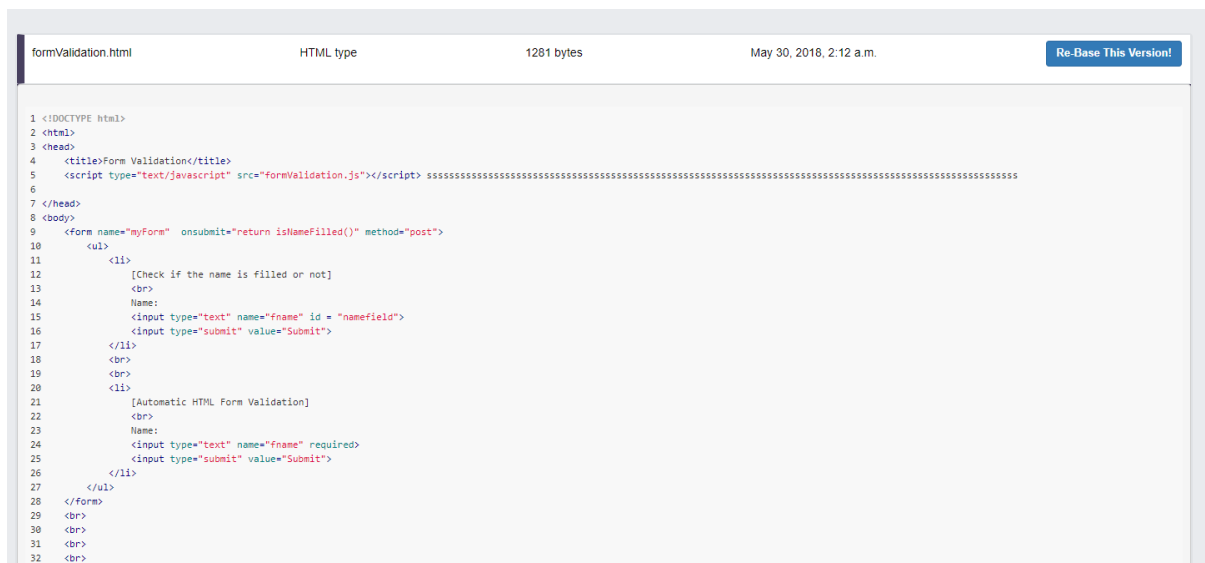 formValidation.html HTML type 1281 bytes May 30, 2018, 2:12 a.m. Re-Base This Version!
1 <!DOCTYPE html>
2 <html>
3 <head>
4     <title>Form Validation</title>
5     <script type="text/javascript" src="formValidation.js"></script> ssssssssssssssssssssssssssssssssssssssssssssssssssssssssssssssssssssssssssssssssssssssssssssssssssssssssss
6
7 </head>
8 <body>
9     <form name="myForm"  onsubmit="return isNameFilled()" method="post">
10         <ul>
11             <li>
12                 [Check if the name is filled or not]
13                 <br>
14                 Name:
15                 <input type="text" name="fname" id = "namefield">
16                 <input type="submit" value="Submit">
17             </li>
18             <br>
19             <br>
20             <li>
21                 [Automatic HTML Form Validation]
22                 <br>
23                 Name:
24                 <input type="text" name="fname" required>
25                 <input type="submit" value="Submit">
26             </li>
27         </ul>
28     </form>
29     <br>
30     <br>
31     <br>
32     <br>